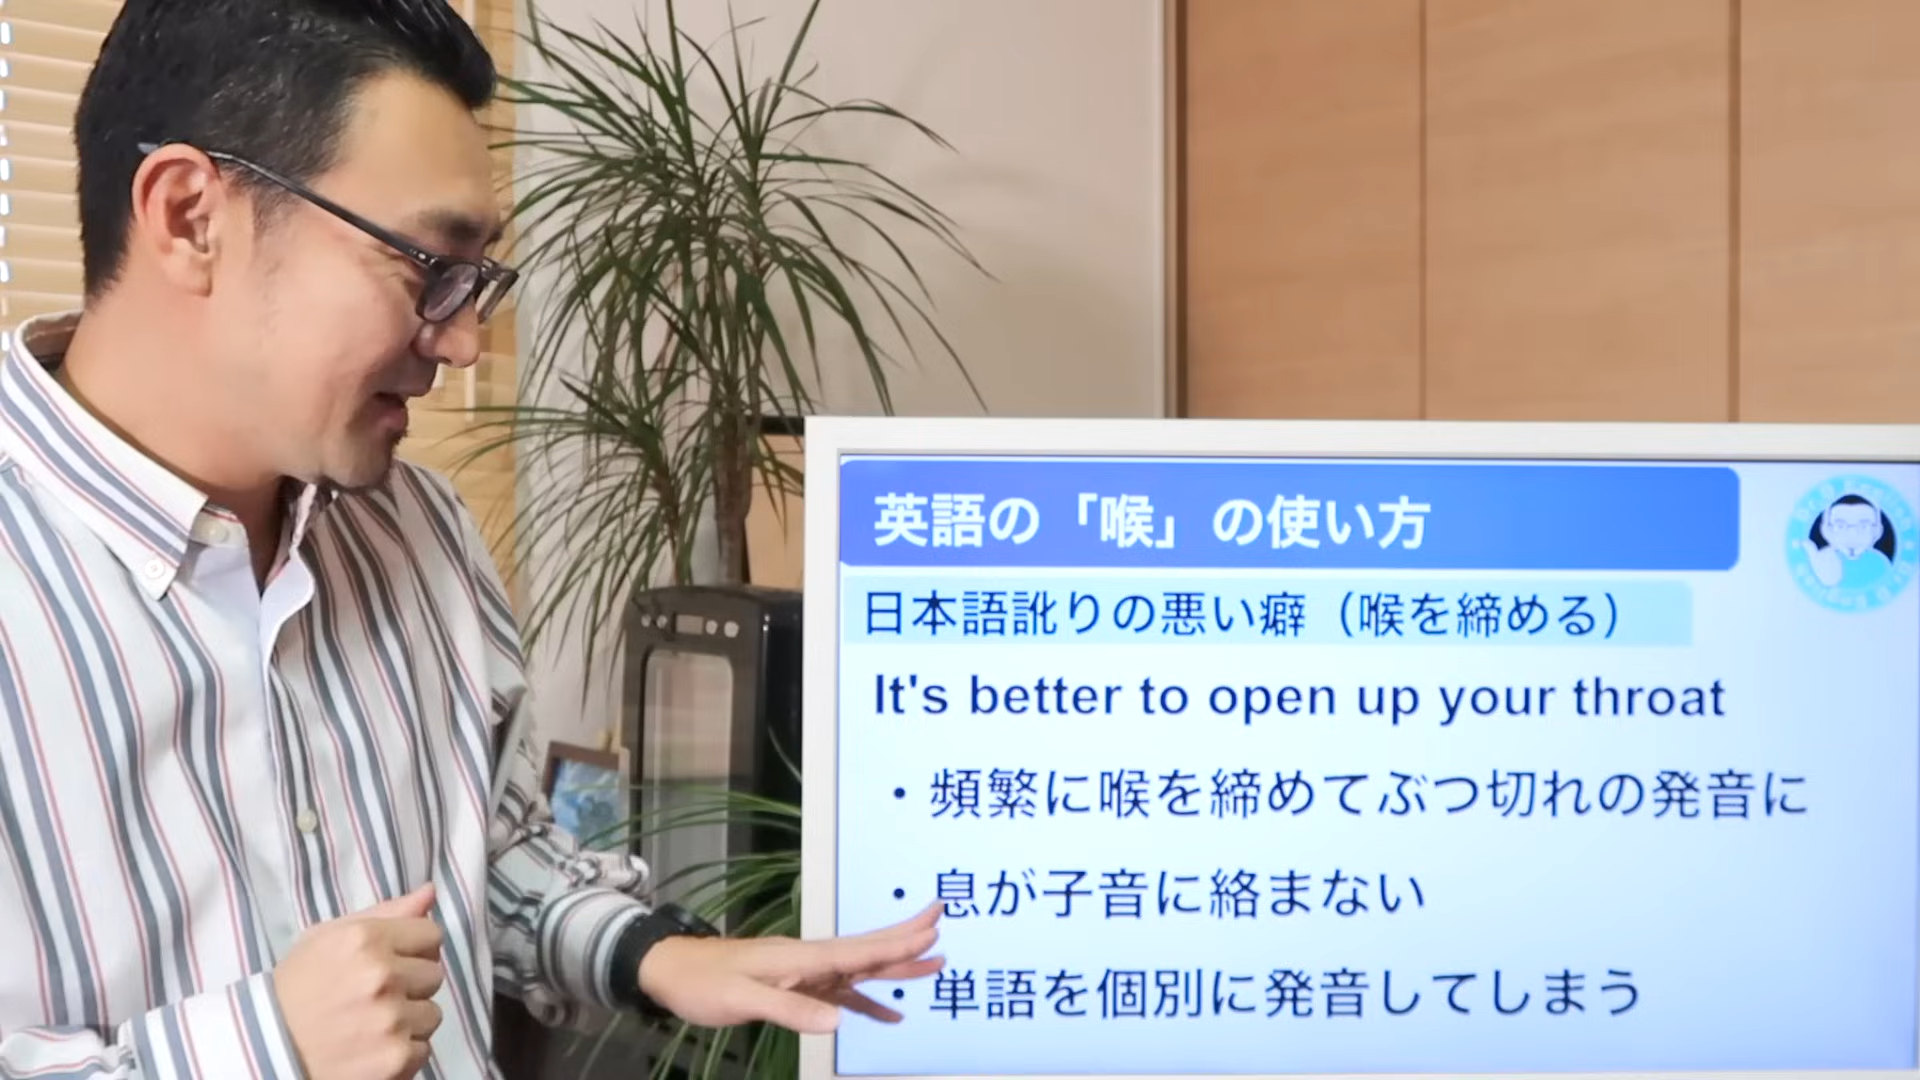 英語の「喉」の使い方
日本語訛りの悪い癖（喉を締める）
It's better to open up your throat
・頻繁に喉を締めてぶつ切れの発音に
・息が子音に絡まない
・単語を個別に発音してしまう